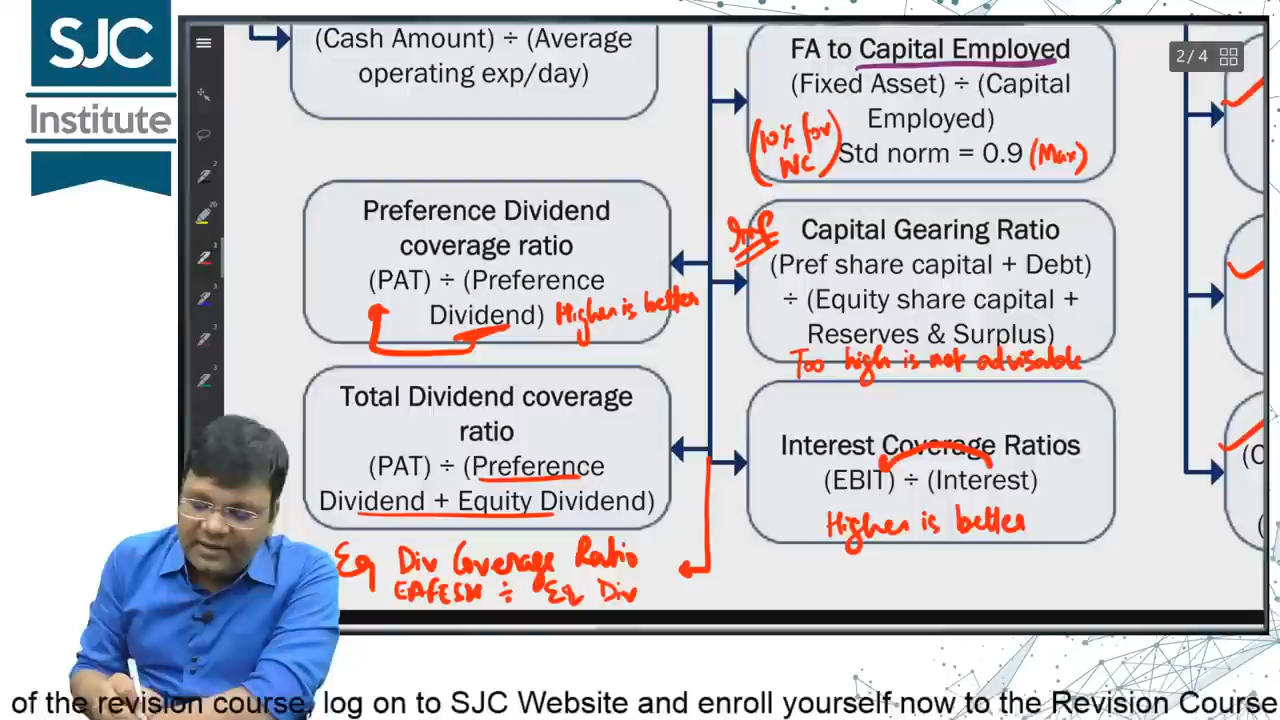 SJC
Institute
(Cash Amount) ÷ (Average
operating exp/day)
Preference Dividend
coverage ratio
(PAT) ÷ (Preference
Dividend) Higher is better
Total Dividend coverage
ratio
(PAT) ÷ (Preference
Dividend + Equity Dividend)
Eq Div Coverage Ratio
EAFESH ÷ Eq Div
FA to Capital Employed
(Fixed Asset) ÷ (Capital
Employed)
(10% for
WC)
Std norm = 0.9 (Max)
Imp
Capital Gearing Ratio
(Pref share capital + Debt)
÷ (Equity share capital +
Reserves & Surplus)
Too high is not advisable
Interest Coverage Ratios
(EBIT) ÷ (Interest)
Higher is better
2/4
of the revision course, log on to SJC Website and enroll yourself now to the Revision Course